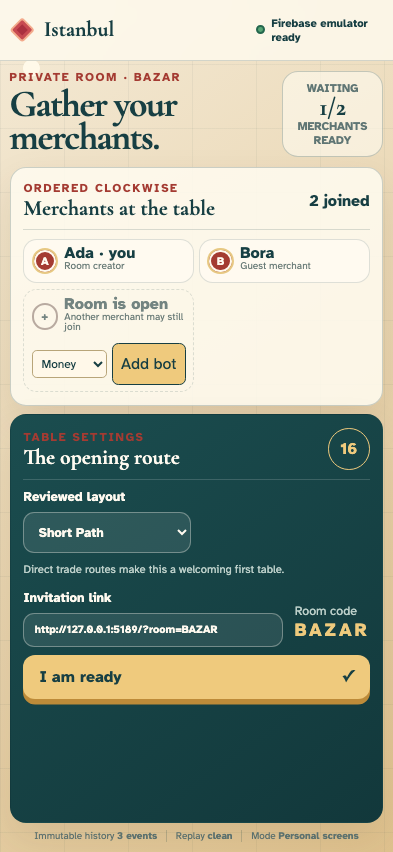 Istanbul
Firebase emulator
ready
PRIVATE ROOM · BAZAR
Gather your
merchants.
WAITING
1/2
MERCHANTS
READY
ORDERED CLOCKWISE
Merchants at the table
2 joined
A
Ada · you
Room creator
B
Bora
Guest merchant
+
Room is open
Another merchant may still
join
Money
Add bot
TABLE SETTINGS
The opening route
16
Reviewed layout
Short Path
Direct trade routes make this a welcoming first table.
Invitation link
http://127.0.0.1:5189/?room=BAZAR
Room code
BAZAR
I am ready ✓
Immutable history 3 events | Replay clean | Mode Personal screens